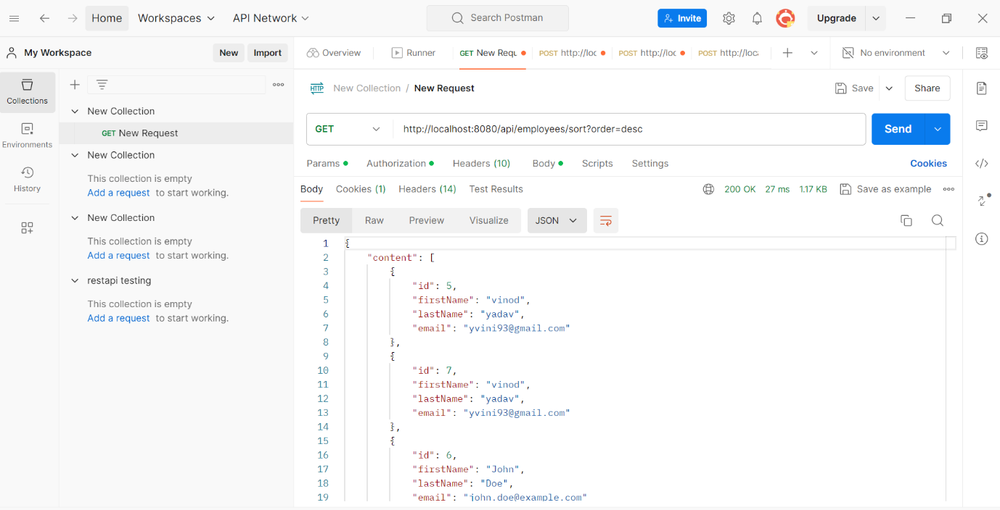 Home
Workspaces
API Network
Search Postman
Invite
Upgrade
My Workspace
New
Import
Overview
Runner
GET New Requ
POST http://loc
POST http://loc
POST http://loca
No environment
Collections
Environments
History
New Collection
GET New Request
New Collection
This collection is empty
Add a request to start working.
New Collection
This collection is empty
Add a request to start working.
restapi testing
This collection is empty
Add a request to start working.
HTTP
New Collection / New Request
Save
Share
GET
http://localhost:8080/api/employees/sort?order=desc
Send
Params
Authorization
Headers (10)
Body
Scripts
Settings
Cookies
Body
Cookies (1)
Headers (14)
Test Results
200 OK
27 ms
1.17 KB
Save as example
Pretty
Raw
Preview
Visualize
JSON
1 {
2 "content": [
3 {
4 "id": 5,
5 "firstName": "vinod",
6 "lastName": "yadav",
7 "email": "yvini93@gmail.com"
8 },
9 {
10 "id": 7,
11 "firstName": "vinod",
12 "lastName": "yadav",
13 "email": "yvini93@gmail.com"
14 },
15 {
16 "id": 6,
17 "firstName": "John",
18 "lastName": "Doe",
19 "email": "john.doe@example.com"